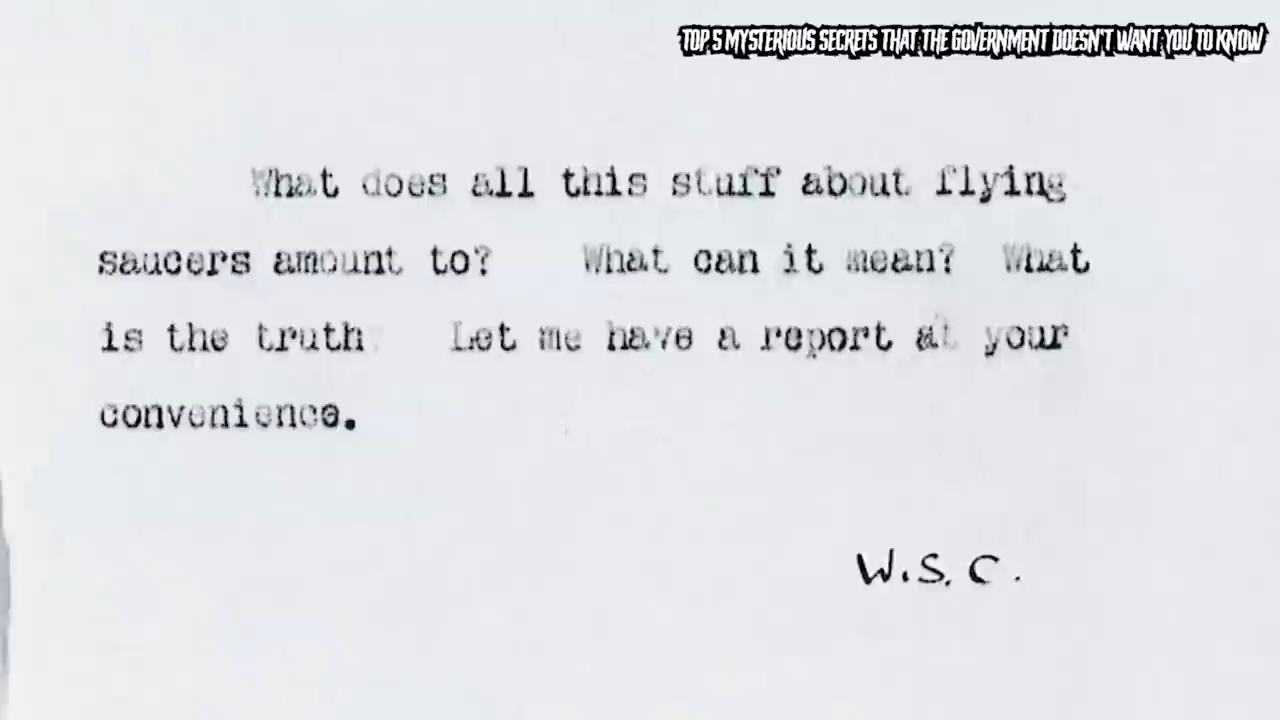 TOP 5 MYSTERIOUS SECRETS THAT THE GOVERNMENT DOESN'T WANT YOU TO KNOW
What does all this stuff about flying
saucers amount to? What can it mean? What
is the truth Let me have a report at your
convenience.
W.S.C.